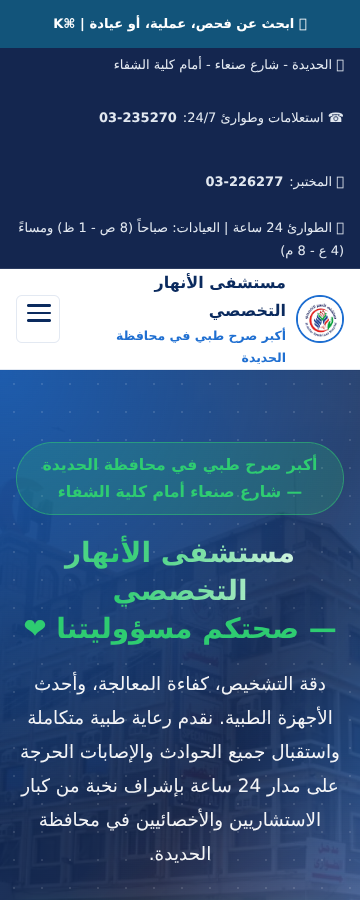 ابحث عن فحص، عملية، أو عيادة | ⌘K
الحديدة - شارع صنعاء - أمام كلية الشفاء
☎ استعلامات وطوارئ 24/7: 03-235270
المختبر: 03-226277
الطوارئ 24 ساعة | العيادات: صباحاً (8 ص - 1 ظ) ومساءً
(4 ع - 8 م)
مستشفى الأنهار
التخصصي
أكبر صرح طبي في محافظة
الحديدة
أكبر صرح طبي في محافظة الحديدة
— شارع صنعاء أمام كلية الشفاء
مستشفى الأنهار
التخصصي
— صحتكم مسؤوليتنا ❤
دقة التشخيص، كفاءة المعالجة، وأحدث
الأجهزة الطبية. نقدم رعاية طبية متكاملة
واستقبال جميع الحوادث والإصابات الحرجة
على مدار 24 ساعة بإشراف نخبة من كبار
الاستشاريين والأخصائيين في محافظة
الحديدة.